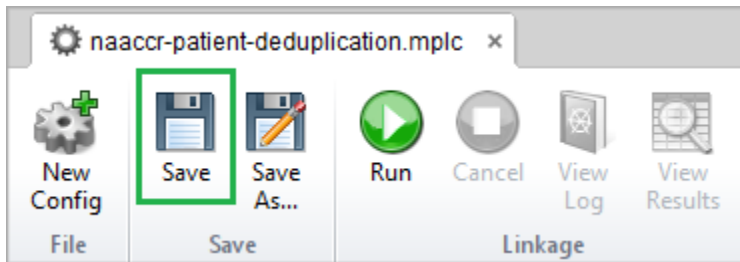 naaccr-patient-deduplication.mplc ×
New Config
Save
Save As...
Run
Cancel
View Log
View Results
File
Save
Linkage